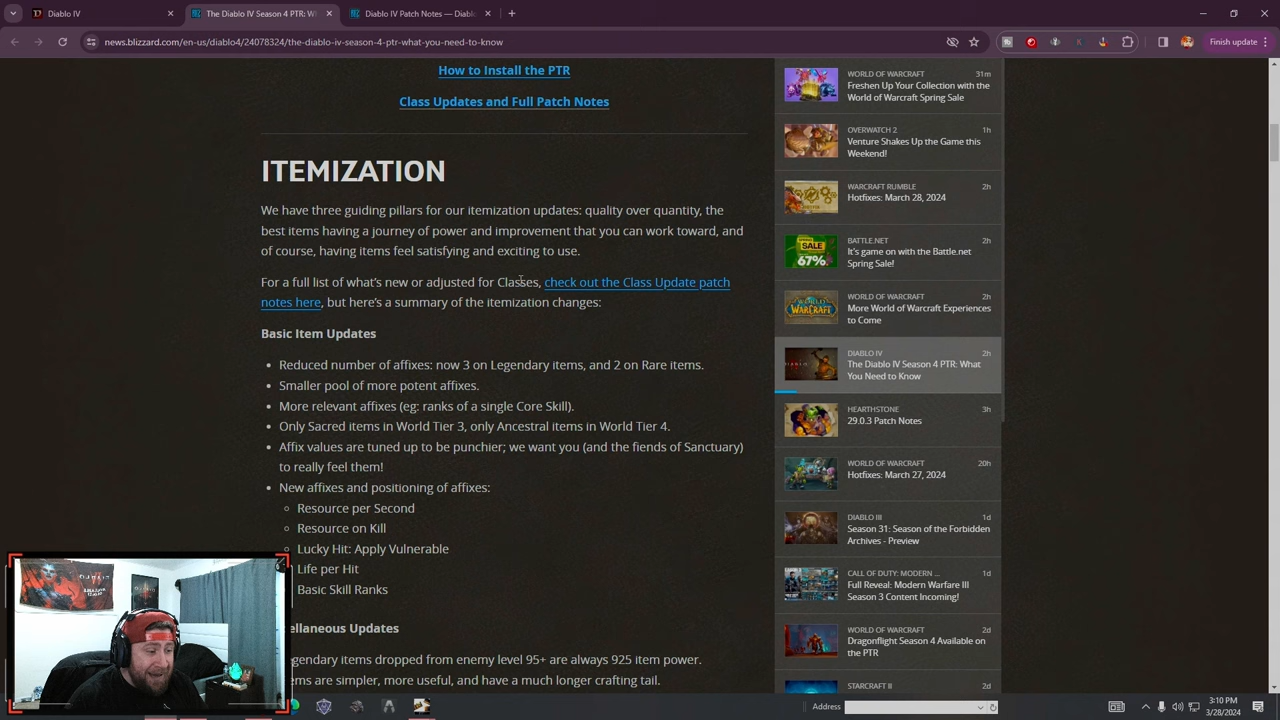 Diablo IV
The Diablo IV Season 4 PTR: W
Diablo IV Patch Notes — Diabl
news.blizzard.com/en-us/diablo4/24078324/the-diablo-iv-season-4-ptr-what-you-need-to-know
Finish update
How to Install the PTR
Class Updates and Full Patch Notes
ITEMIZATION
We have three guiding pillars for our itemization updates: quality over quantity, the
best items having a journey of power and improvement that you can work toward, and
of course, having items feel satisfying and exciting to use.
For a full list of what's new or adjusted for Classes, check out the Class Update patch
notes here, but here's a summary of the itemization changes:
Basic Item Updates
Reduced number of affixes: now 3 on Legendary items, and 2 on Rare items.
Smaller pool of more potent affixes.
More relevant affixes (eg: ranks of a single Core Skill).
Only Sacred items in World Tier 3, only Ancestral items in World Tier 4.
Affix values are tuned up to be punchier; we want you (and the fiends of Sanctuary)
to really feel them!
New affixes and positioning of affixes:
Resource per Second
Resource on Kill
Lucky Hit: Apply Vulnerable
Life per Hit
Basic Skill Ranks
scellaneous Updates
egendary items dropped from enemy level 95+ are always 925 item power.
ems are simpler, more useful, and have a much longer crafting tail.
WORLD OF WARCRAFT 31m
Freshen Up Your Collection with the
World of Warcraft Spring Sale
OVERWATCH 2 1h
Venture Shakes Up the Game this
Weekend!
WARCRAFT RUMBLE 2h
Hotfixes: March 28, 2024
SALE
67%
BATTLE.NET 2h
It's game on with the Battle.net
Spring Sale!
WORLD OF WARCRAFT 2h
More World of Warcraft Experiences
to Come
DIABLO IV 2h
The Diablo IV Season 4 PTR: What
You Need to Know
HEARTHSTONE 3h
29.0.3 Patch Notes
WORLD OF WARCRAFT 20h
Hotfixes: March 27, 2024
DIABLO III 1d
Season 31: Season of the Forbidden
Archives - Preview
CALL OF DUTY: MODERN ... 1d
Full Reveal: Modern Warfare III
Season 3 Content Incoming!
WORLD OF WARCRAFT 2d
Dragonflight Season 4 Available on
the PTR
STARCRAFT II 2d
Address
3:10 PM
3/28/2024